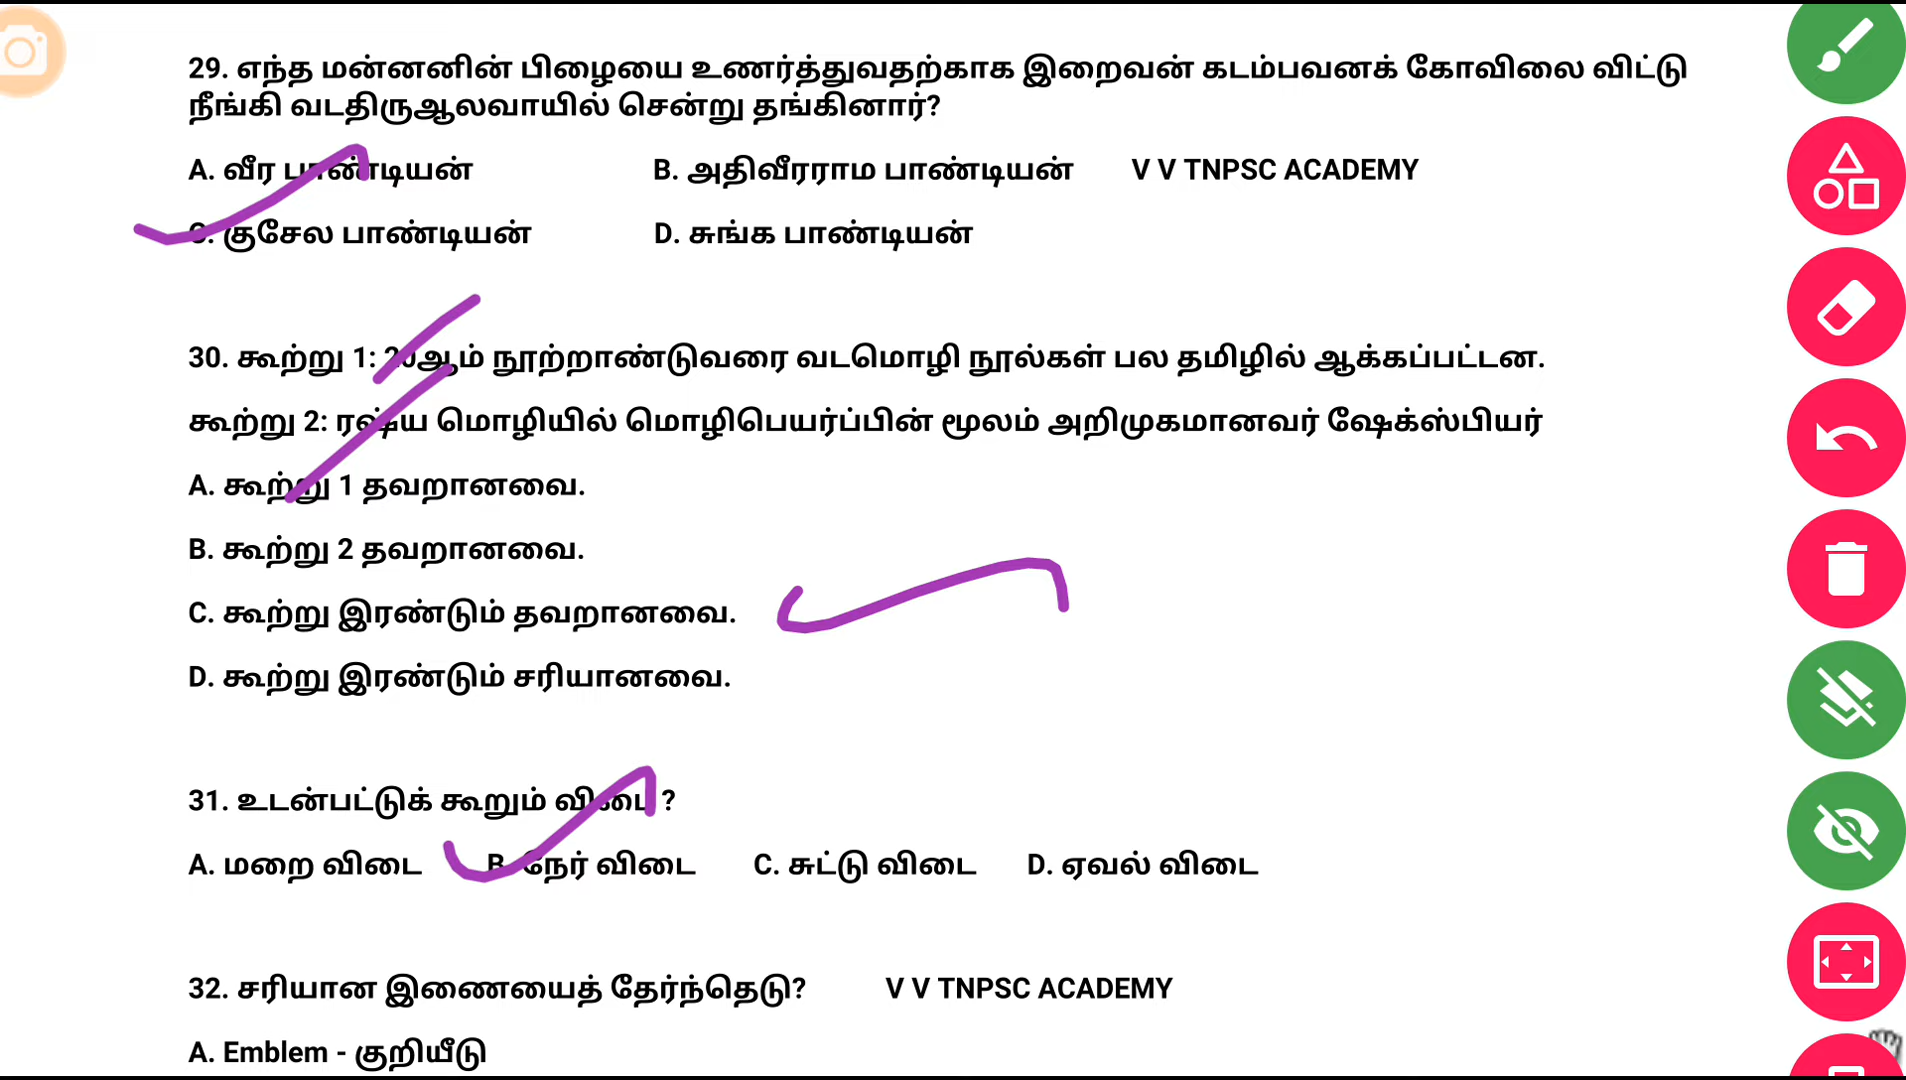 29. எந்த மன்னனின் பிழையை உணர்த்துவதற்காக இறைவன் கடம்பவனக் கோவிலை விட்டு
நீங்கி வடதிருஆலவாயில் சென்று தங்கினார்?
A. வீர பாண்டியன் B. அதிவீரராம பாண்டியன் V V TNPSC ACADEMY
C. குசேல பாண்டியன் D. சுங்க பாண்டியன்
30. கூற்று 1: 20ஆம் நூற்றாண்டுவரை வடமொழி நூல்கள் பல தமிழில் ஆக்கப்பட்டன.
கூற்று 2: ரஷ்ய மொழியில் மொழிபெயர்ப்பின் மூலம் அறிமுகமானவர் ஷேக்ஸ்பியர்
A. கூற்று 1 தவறானவை.
B. கூற்று 2 தவறானவை.
C. கூற்று இரண்டும் தவறானவை.
D. கூற்று இரண்டும் சரியானவை.
31. உடன்பட்டுக் கூறும் விடை ?
A. மறை விடை B. நேர் விடை C. சுட்டு விடை D. ஏவல் விடை
32. சரியான இணையைத் தேர்ந்தெடு? V V TNPSC ACADEMY
A. Emblem - குறியீடு